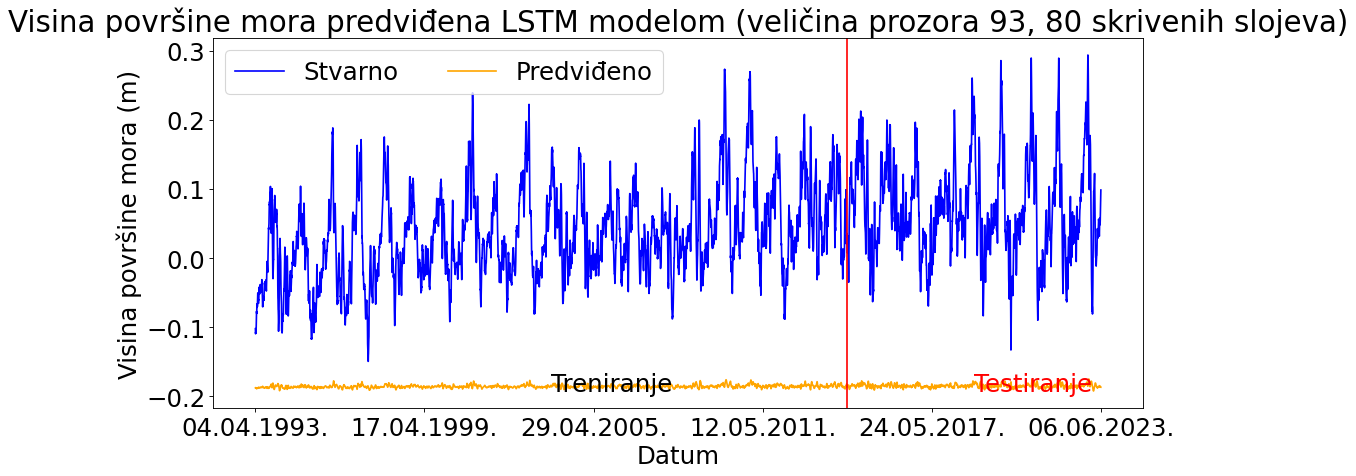 Visina površine mora predviđena LSTM modelom (veličina prozora 93, 80 skrivenih slojeva)
Stvarno
Predviđeno
Visina površine mora (m)
0.3
0.2
0.1
0.0
−0.1
−0.2
Treniranje
Testiranje
04.04.1993.
17.04.1999.
29.04.2005.
12.05.2011.
24.05.2017.
06.06.2023.
Datum